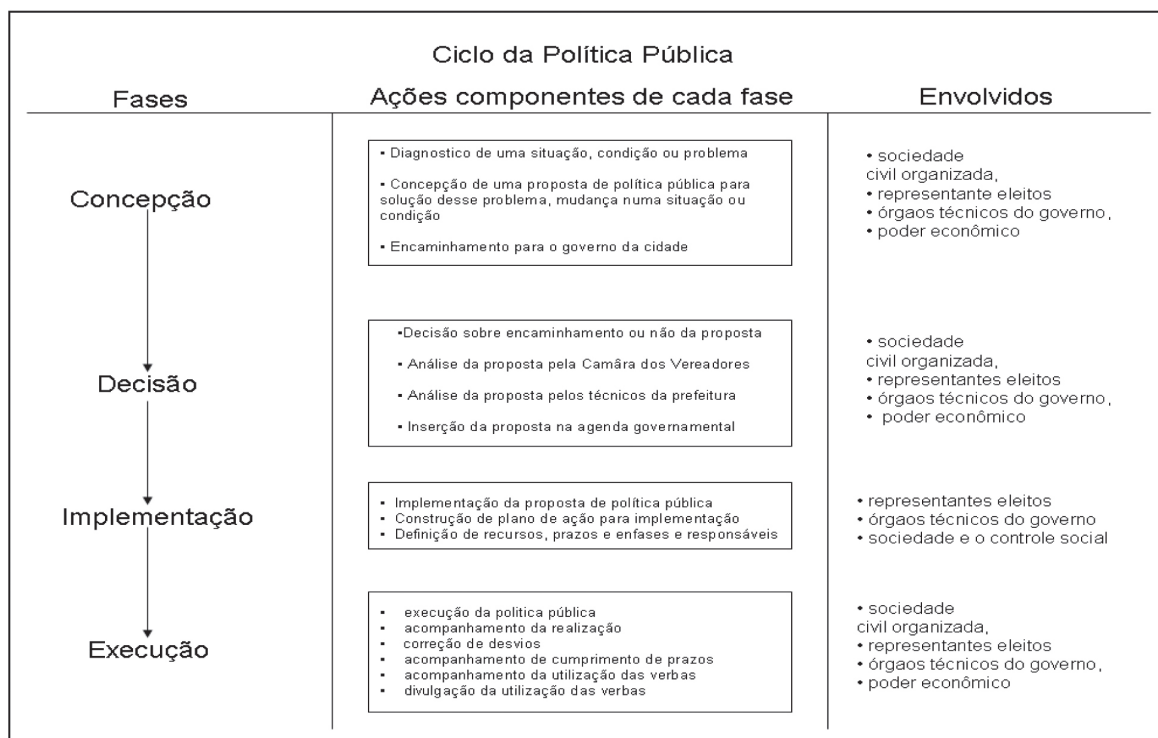 Ciclo da Política Pública
Fases
Ações componentes de cada fase
Envolvidos
Concepção
• Diagnostico de uma situação, condição ou problema
• Concepção de uma proposta de política pública para
solução desse problema, mudança numa situação ou
condição
• Encaminhamento para o governo da cidade
• sociedade
civil organizada,
• representante eleitos
• órgaos técnicos do governo,
• poder econômico
Decisão
•Decisão sobre encaminhamento ou não da proposta
• Análise da proposta pela Camâra dos Vereadores
• Análise da proposta pelos técnicos da prefeitura
• Inserção da proposta na agenda governamental
• sociedade
civil organizada,
• representantes eleitos
• órgaos técnicos do governo,
• poder econômico
Implementação
• Implementação da proposta de política pública
• Construção de plano de ação para implementação
• Definição de recursos, prazos e enfases e responsáveis
• representantes eleitos
• órgaos técnicos do governo
• sociedade e o controle social
Execução
• execução da politica pública
• acompanhamento da realização
• correção de desvios
• acompanhamento de cumprimento de prazos
• acompanhamento da utilização das verbas
• divulgação da utilização das verbas
• sociedade
civil organizada,
• representantes eleitos
• órgaos técnicos do governo,
• poder econômico